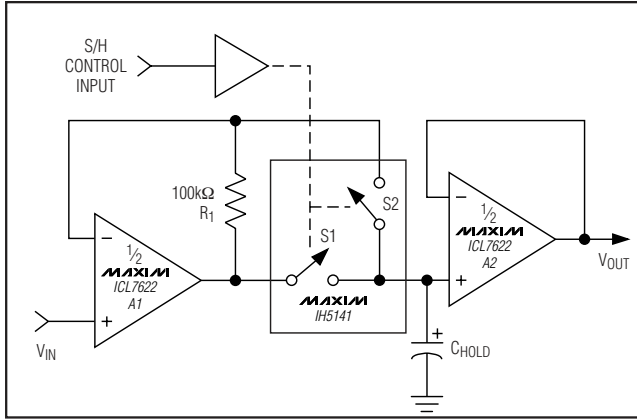 S/H
CONTROL
INPUT
100kΩ
R1
S2
S1
−
1/2
MAXIM
ICL7622
A1
+
VIN
MAXIM
IH5141
−
1/2
MAXIM
ICL7622
A2
+
VOUT
+
CHOLD